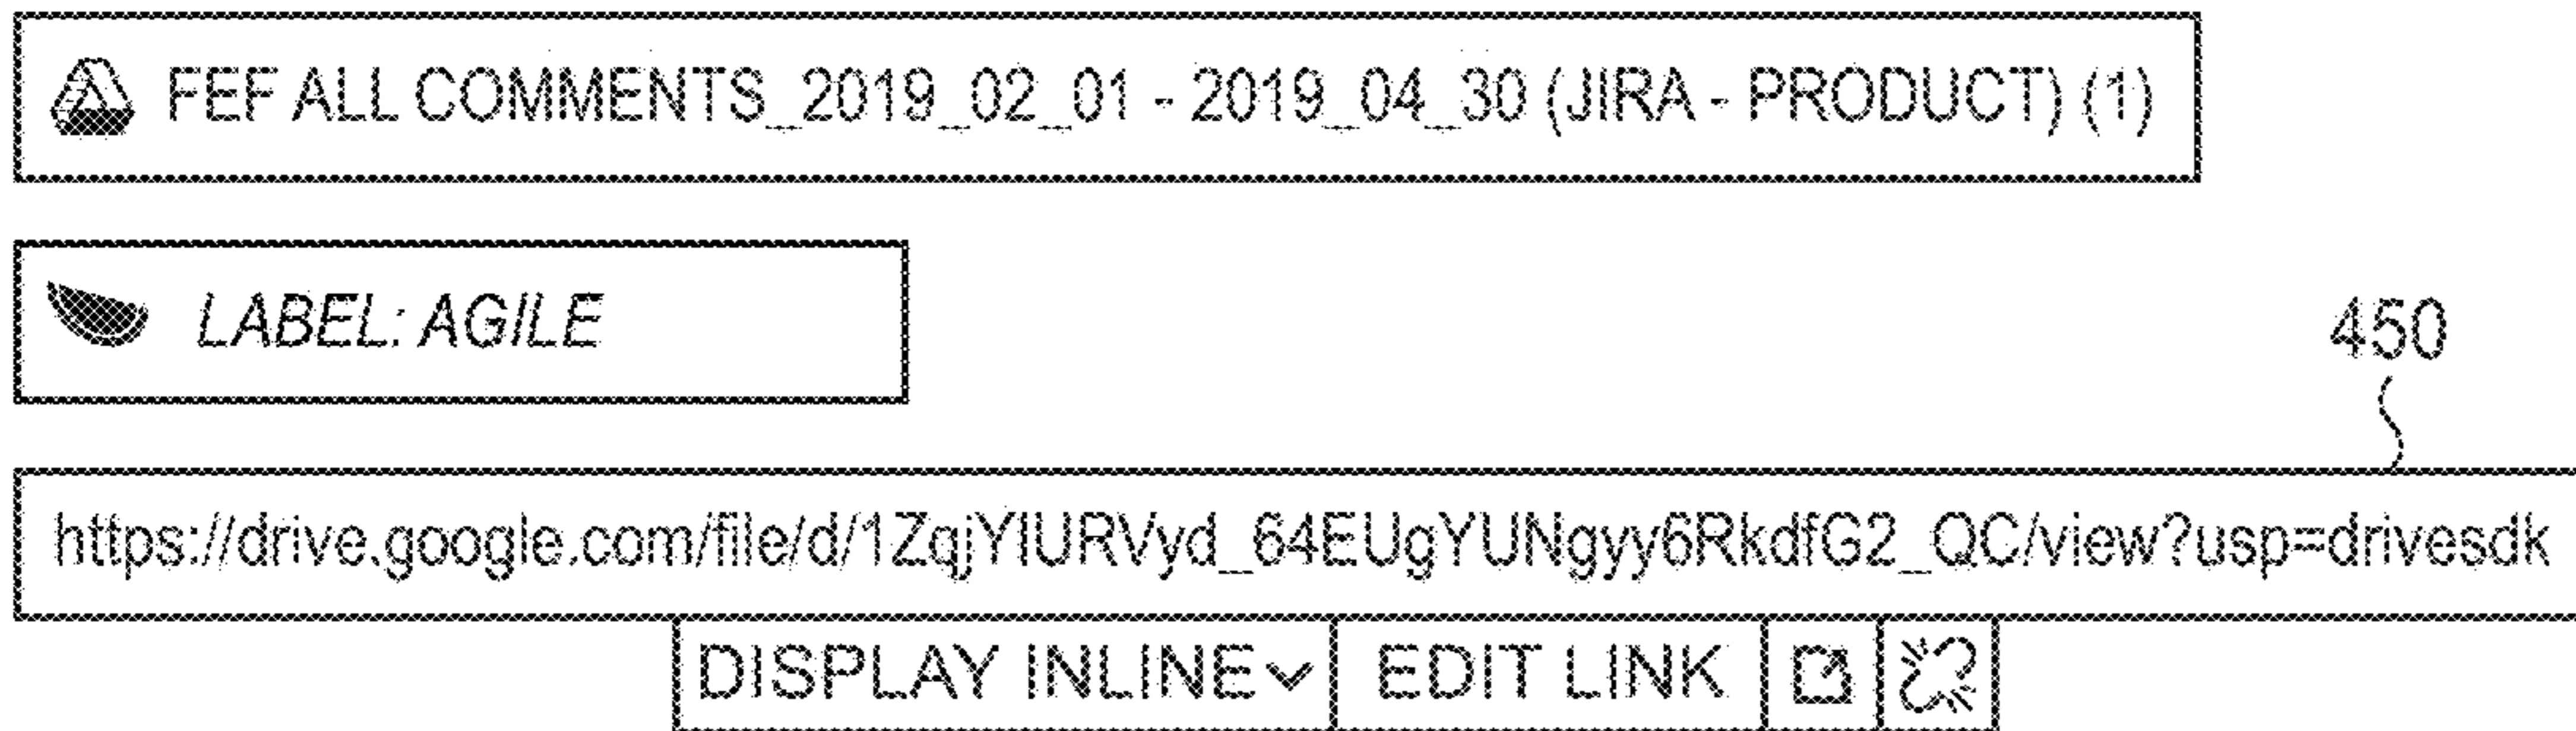 FEF ALL COMMENTS_2019_02_01 - 2019_04_30 (JIRA - PRODUCT) (1)
LABEL: AGILE
450
https://drive.google.com/file/d/1ZqjYIURVyd_64EUgYUNgyy6RkdfG2_QC/view?usp=drivesdk
DISPLAY INLINE EDIT LINK